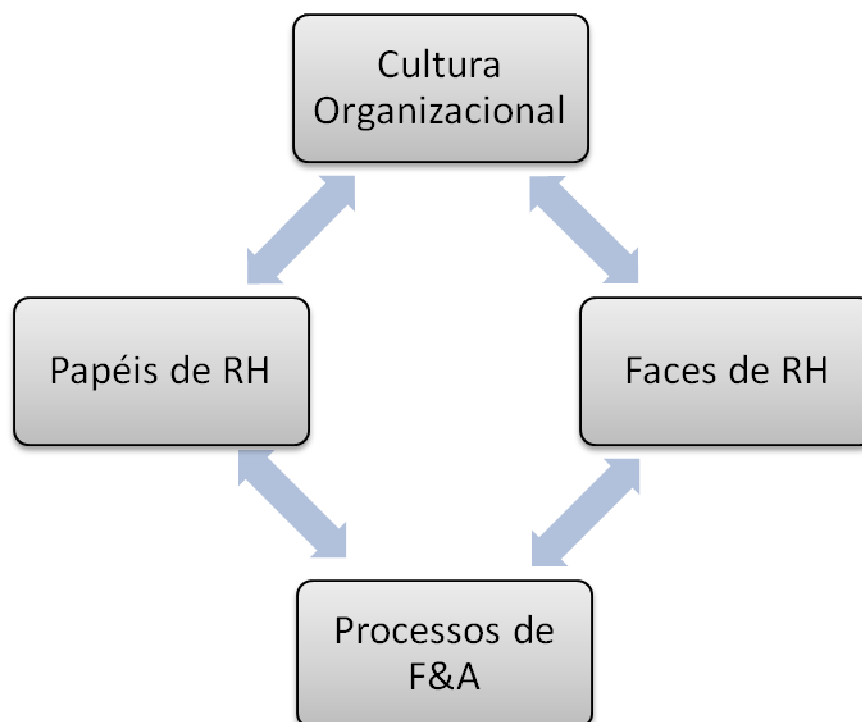 Cultura
Organizacional
Papéis de RH
Faces de RH
Processos de
F&A